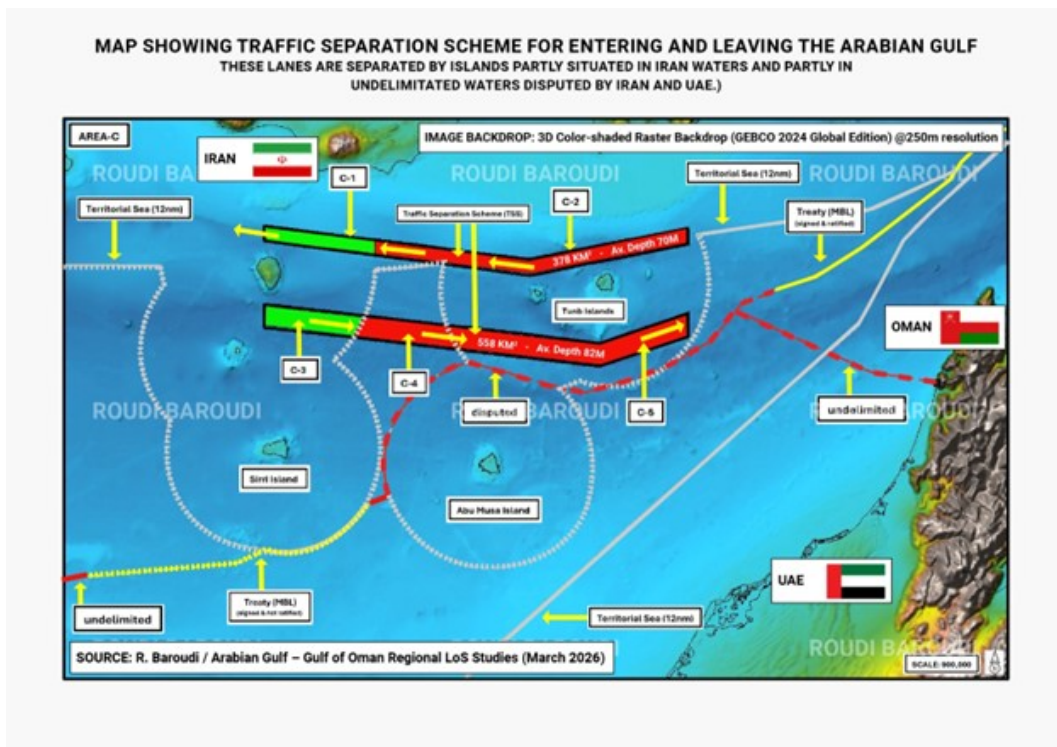 MAP SHOWING TRAFFIC SEPARATION SCHEME FOR ENTERING AND LEAVING THE ARABIAN GULF
THESE LANES ARE SEPARATED BY ISLANDS PARTLY SITUATED IN IRAN WATERS AND PARTLY IN
UNDELIMITATED WATERS DISPUTED BY IRAN AND UAE.)
AREA-C
IMAGE BACKDROP: 3D Color-shaded Raster Backdrop (GEBCO 2024 Global Edition) @250m resolution
IRAN
ROUDI BA
ROUDI BAROUDI
ROUDI BAROUDI
C-1
Territorial Sea (12nm)
C-2
Territorial Sea (12nm)
Traffic Separation Scheme (TSS)
Treaty (MBL)
(signed & ratified)
378 KM² - Av. Depth 70M
Tunb Islands
OMAN
558 KM² - Av. Depth 82M
C-3
C-4
ROUDI BAROUDI
disputed
BAROUDI
C-5
undelimited
ROUDI BAROUDI
Sirri Island
Abu Musa Island
UAE
Treaty (MBL)
(signed & not ratified)
undelimited
Territorial Sea (12nm)
ROUDI BAROUDI
SOURCE: R. Baroudi / Arabian Gulf – Gulf of Oman Regional LoS Studies (March 2026)
SCALE: 900,000